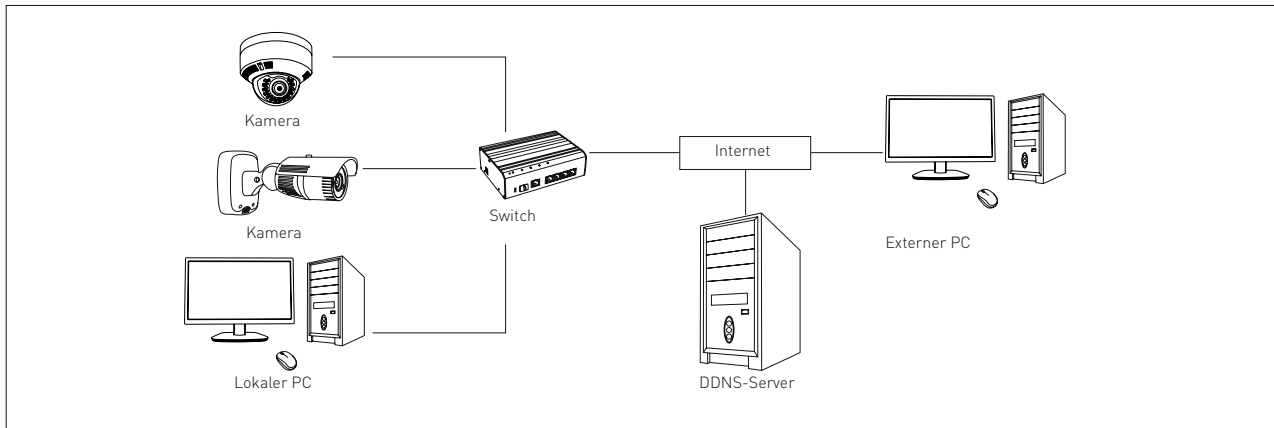 Kamera
Kamera
Lokaler PC
Switch
Internet
DDNS-Server
Externer PC